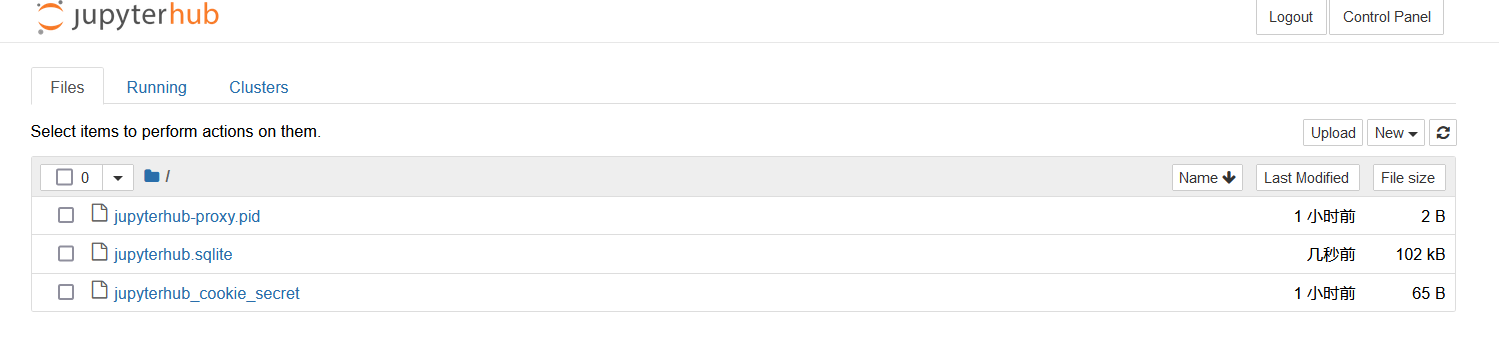 jupyterhub
Logout Control Panel
Files Running Clusters
Select items to perform actions on them.
Upload New
0 / Name Last Modified File size
jupyterhub-proxy.pid 1 小时前 2 B
jupyterhub.sqlite 几秒前 102 kB
jupyterhub_cookie_secret 1 小时前 65 B